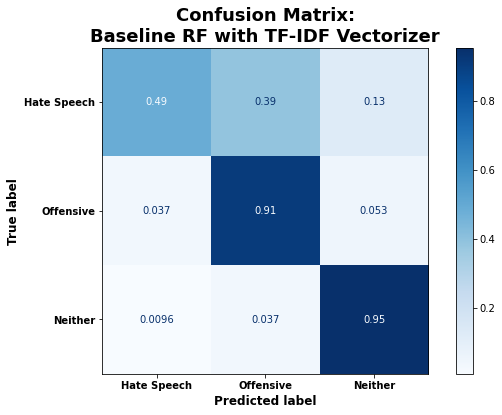 Confusion Matrix:
Baseline RF with TF-IDF Vectorizer
Hate Speech 0.49 0.39 0.13
Offensive 0.037 0.91 0.053
Neither 0.0096 0.037 0.95
Hate Speech Offensive Neither
Predicted label
True label
0.8
0.6
0.4
0.2